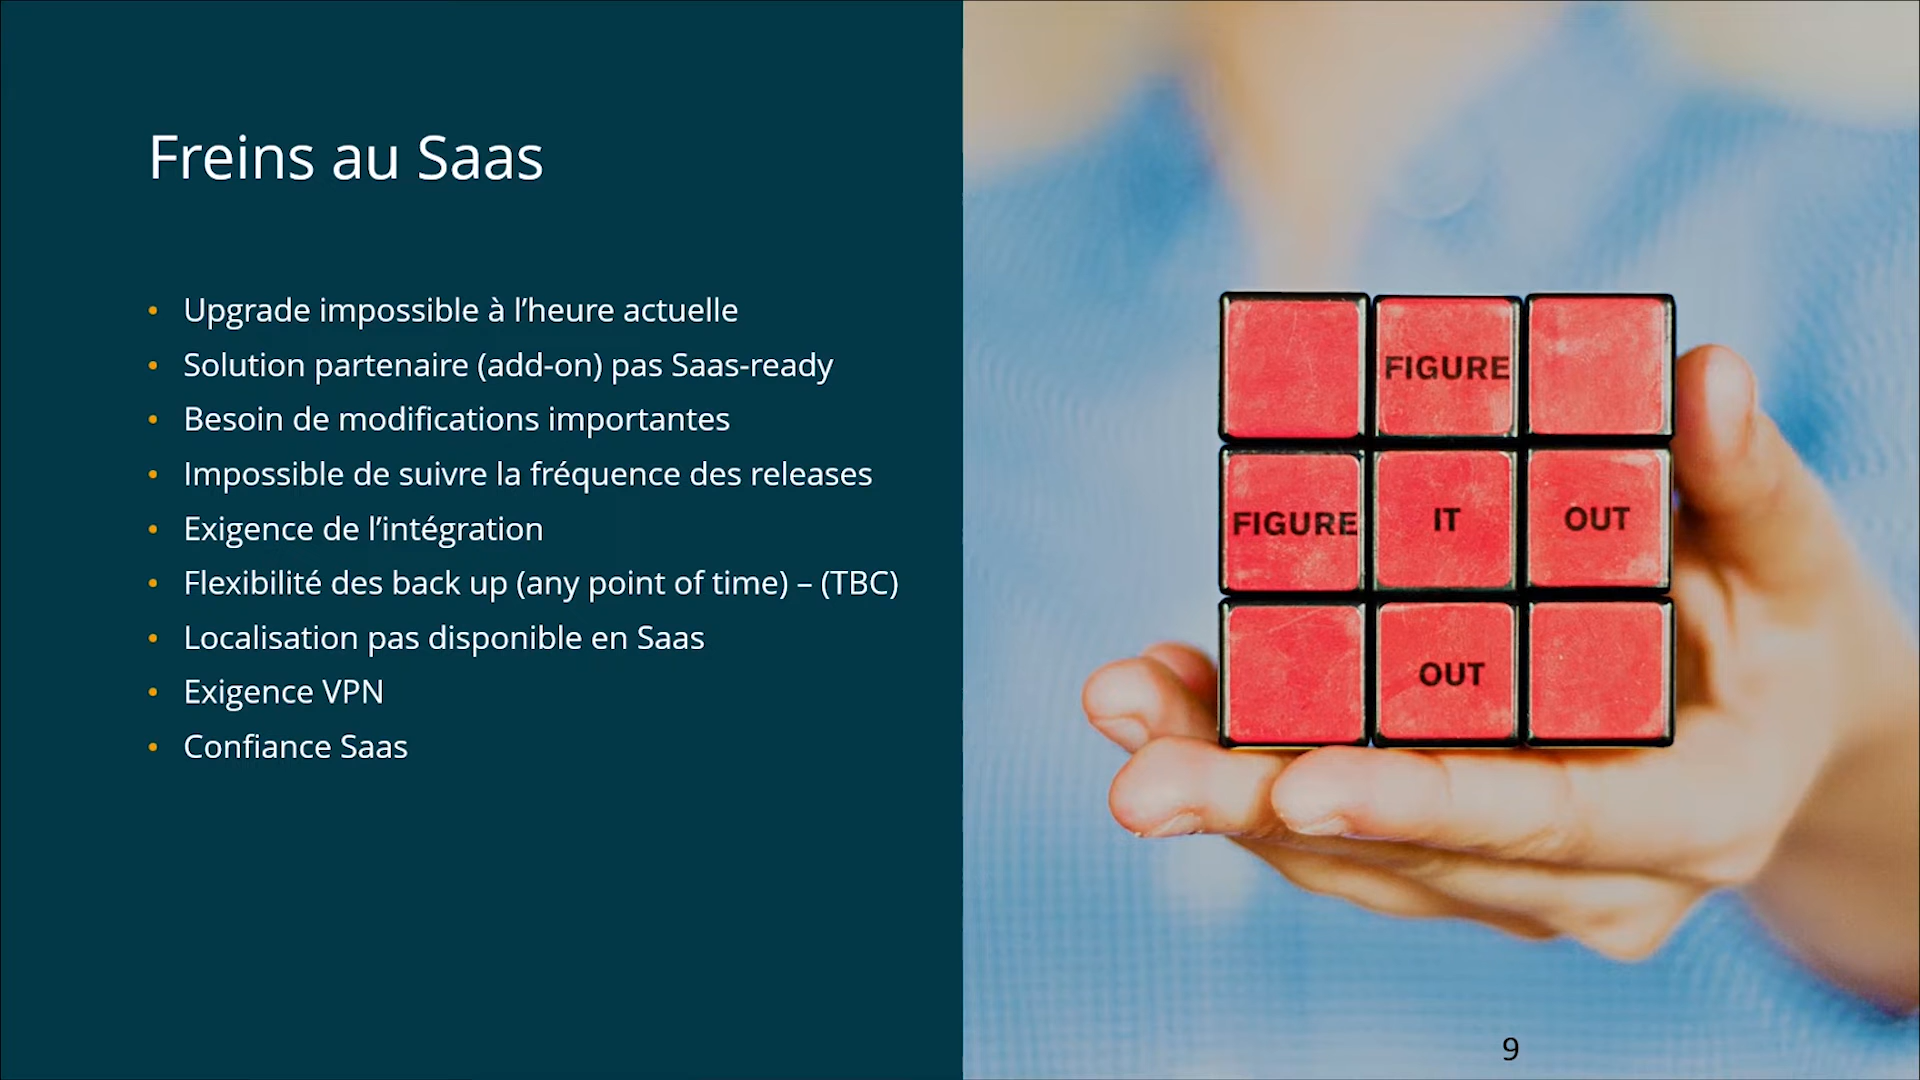 Freins au Saas
• Upgrade impossible à l’heure actuelle
• Solution partenaire (add-on) pas Saas-ready
• Besoin de modifications importantes
• Impossible de suivre la fréquence des releases
• Exigence de l’intégration
• Flexibilité des back up (any point of time) – (TBC)
• Localisation pas disponible en Saas
• Exigence VPN
• Confiance Saas
FIGURE
FIGURE IT OUT
OUT
9